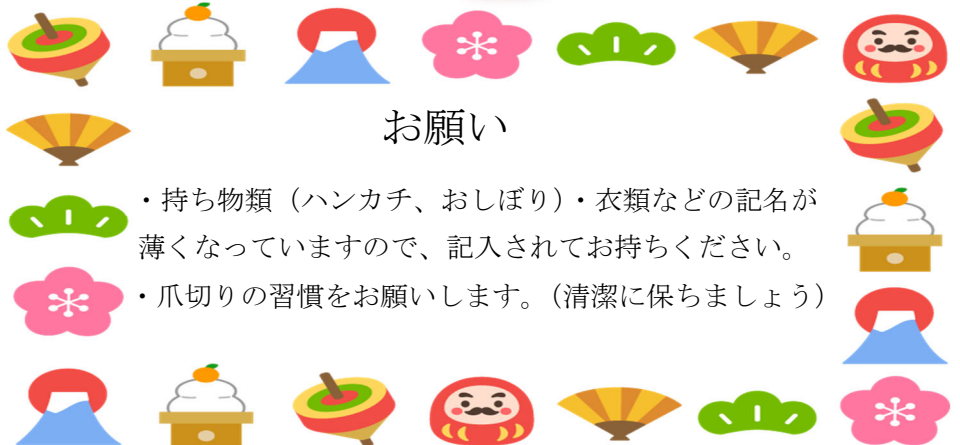 お願い
・持ち物類（ハンカチ、おしぼり）・衣類などの記名が
薄くなっていますので、記入されてお持ちください。
・爪切りの習慣をお願いします。（清潔に保ちましょう）